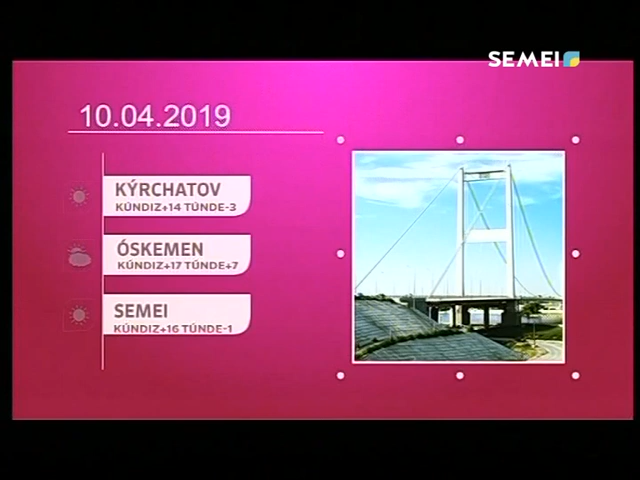 SEMEI
10.04.2019
KÝRCHATOV
KÚNDIZ+14 TÚNDE-3
ÓSKEMEN
KÚNDIZ+17 TÚNDE+7
SEMEI
KÚNDIZ+16 TÚNDE-1